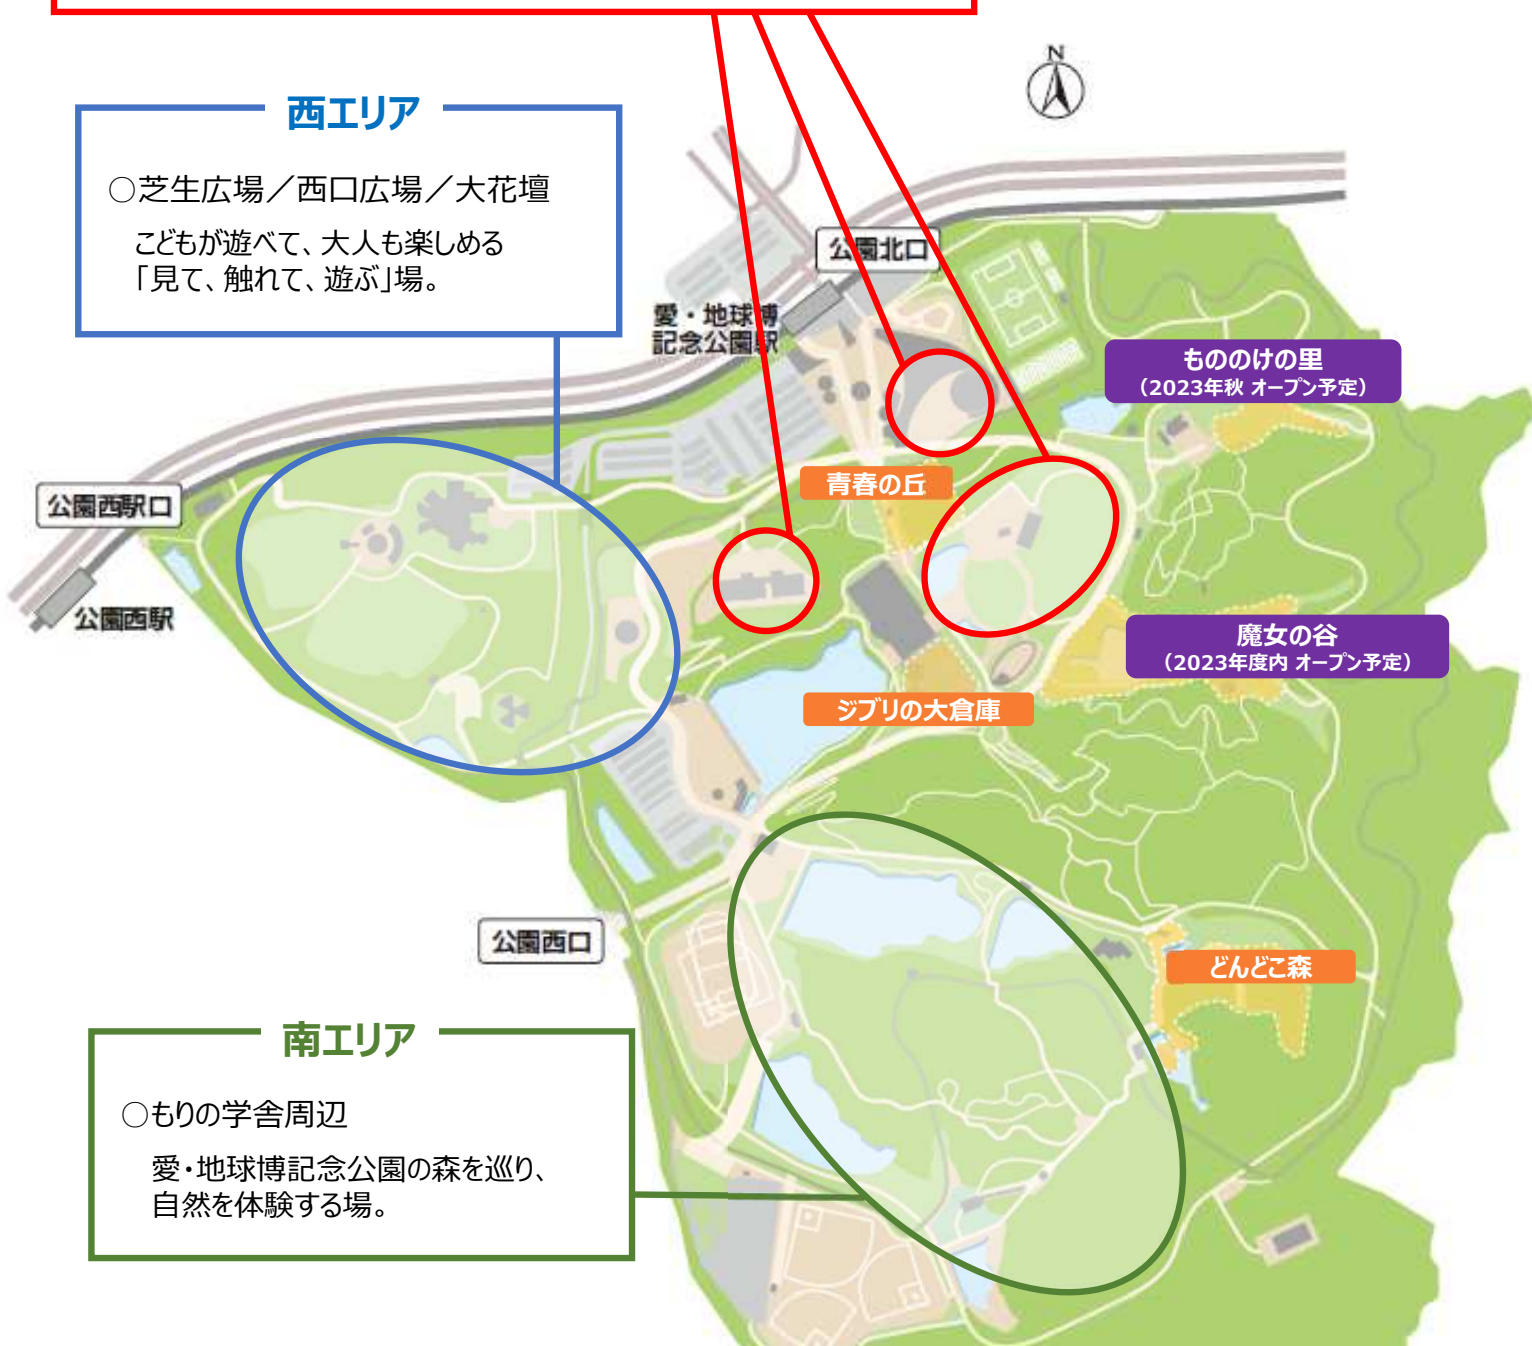 N
西エリア
○芝生広場／西口広場／大花壇
こどもが遊べて、大人も楽しめる
「見て、触れて、遊ぶ」場。
公園北口
愛・地球博
記念公園駅
もののけの里
（2023年秋 オープン予定）
青春の丘
公園西駅口
公園西駅
魔女の谷
（2023年度内 オープン予定）
ジブリの大倉庫
公園西口
どんどこ森
南エリア
○もりの学舎周辺
愛・地球博記念公園の森を巡り、
自然を体験する場。